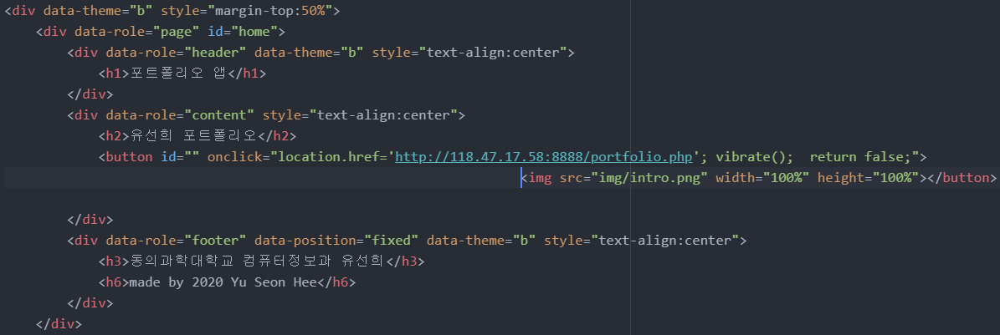 <div data-theme="b" style="margin-top:50%">
<div data-role="page" id="home">
<div data-role="header" data-theme="b" style="text-align:center">
<h1>포트폴리오 앱</h1>
</div>
<div data-role="content" style="text-align:center">
<h2>유선희 포트폴리오</h2>
<button id="" onclick="location.href='http://118.47.17.58:8888/portfolio.php'; vibrate();  return false;">
<img src="img/intro.png" width="100%" height="100%"></button>
</div>
<div data-role="footer" data-position="fixed" data-theme="b" style="text-align:center">
<h3>동의과학대학교 컴퓨터정보과 유선희</h3>
<h6>made by 2020 Yu Seon Hee</h6>
</div>
</div>